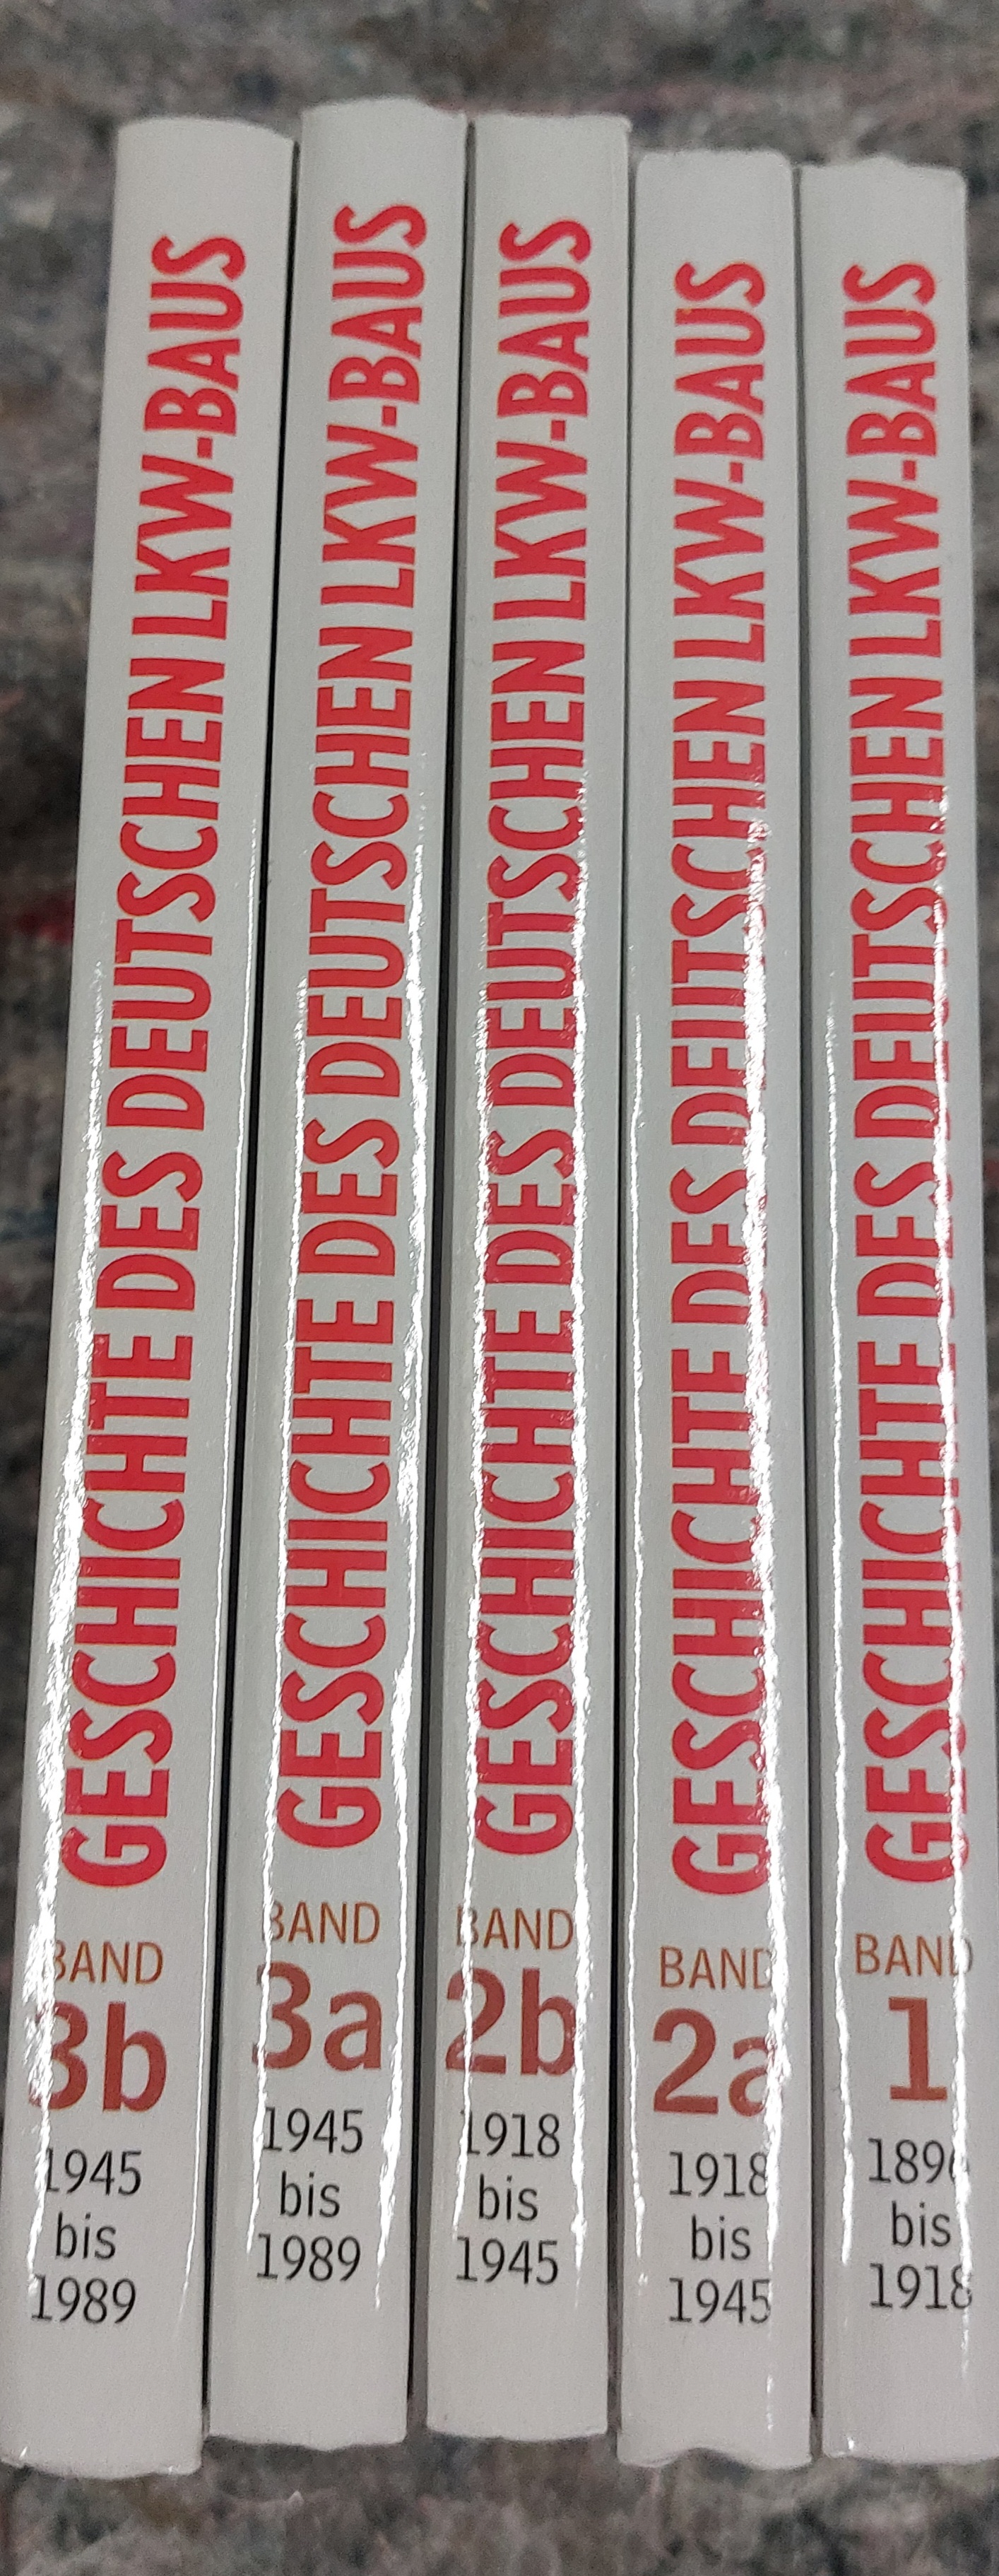 GESCHICHTE DES DEUTSCHEN LKW-BAUS
BAND
3b
1945
bis
1989
GESCHICHTE DES DEUTSCHEN LKW-BAUS
BAND
3a
1945
bis
1989
GESCHICHTE DES DEUTSCHEN LKW-BAUS
BAND
2b
1918
bis
1945
GESCHICHTE DES DEUTSCHEN LKW-BAUS
BAND
2a
1918
bis
1945
GESCHICHTE DES DEUTSCHEN LKW-BAUS
BAND
1
1896
bis
1918